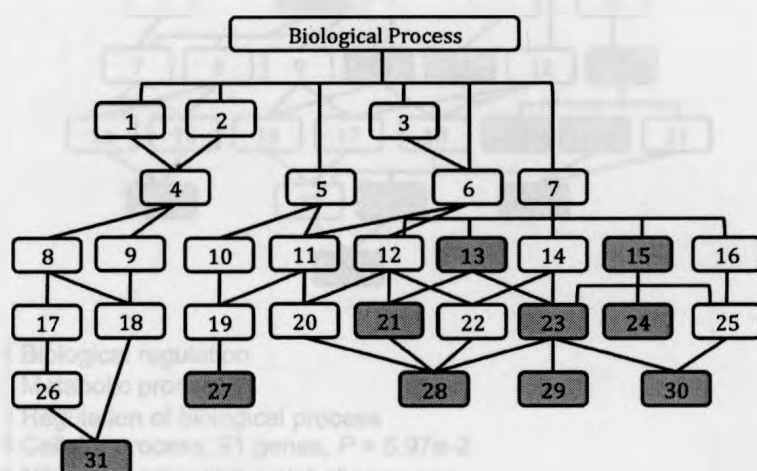 Biological Process
1 2 3
4 5 6 7
8 9 10 11 12 13 14 15 16
17 18 19 20 21 22 23 24 25
26 27 28 29 30
31
Biological regulation
Metabolic
Regulation of biological process
process, 31 genes, P = 5.97e-2